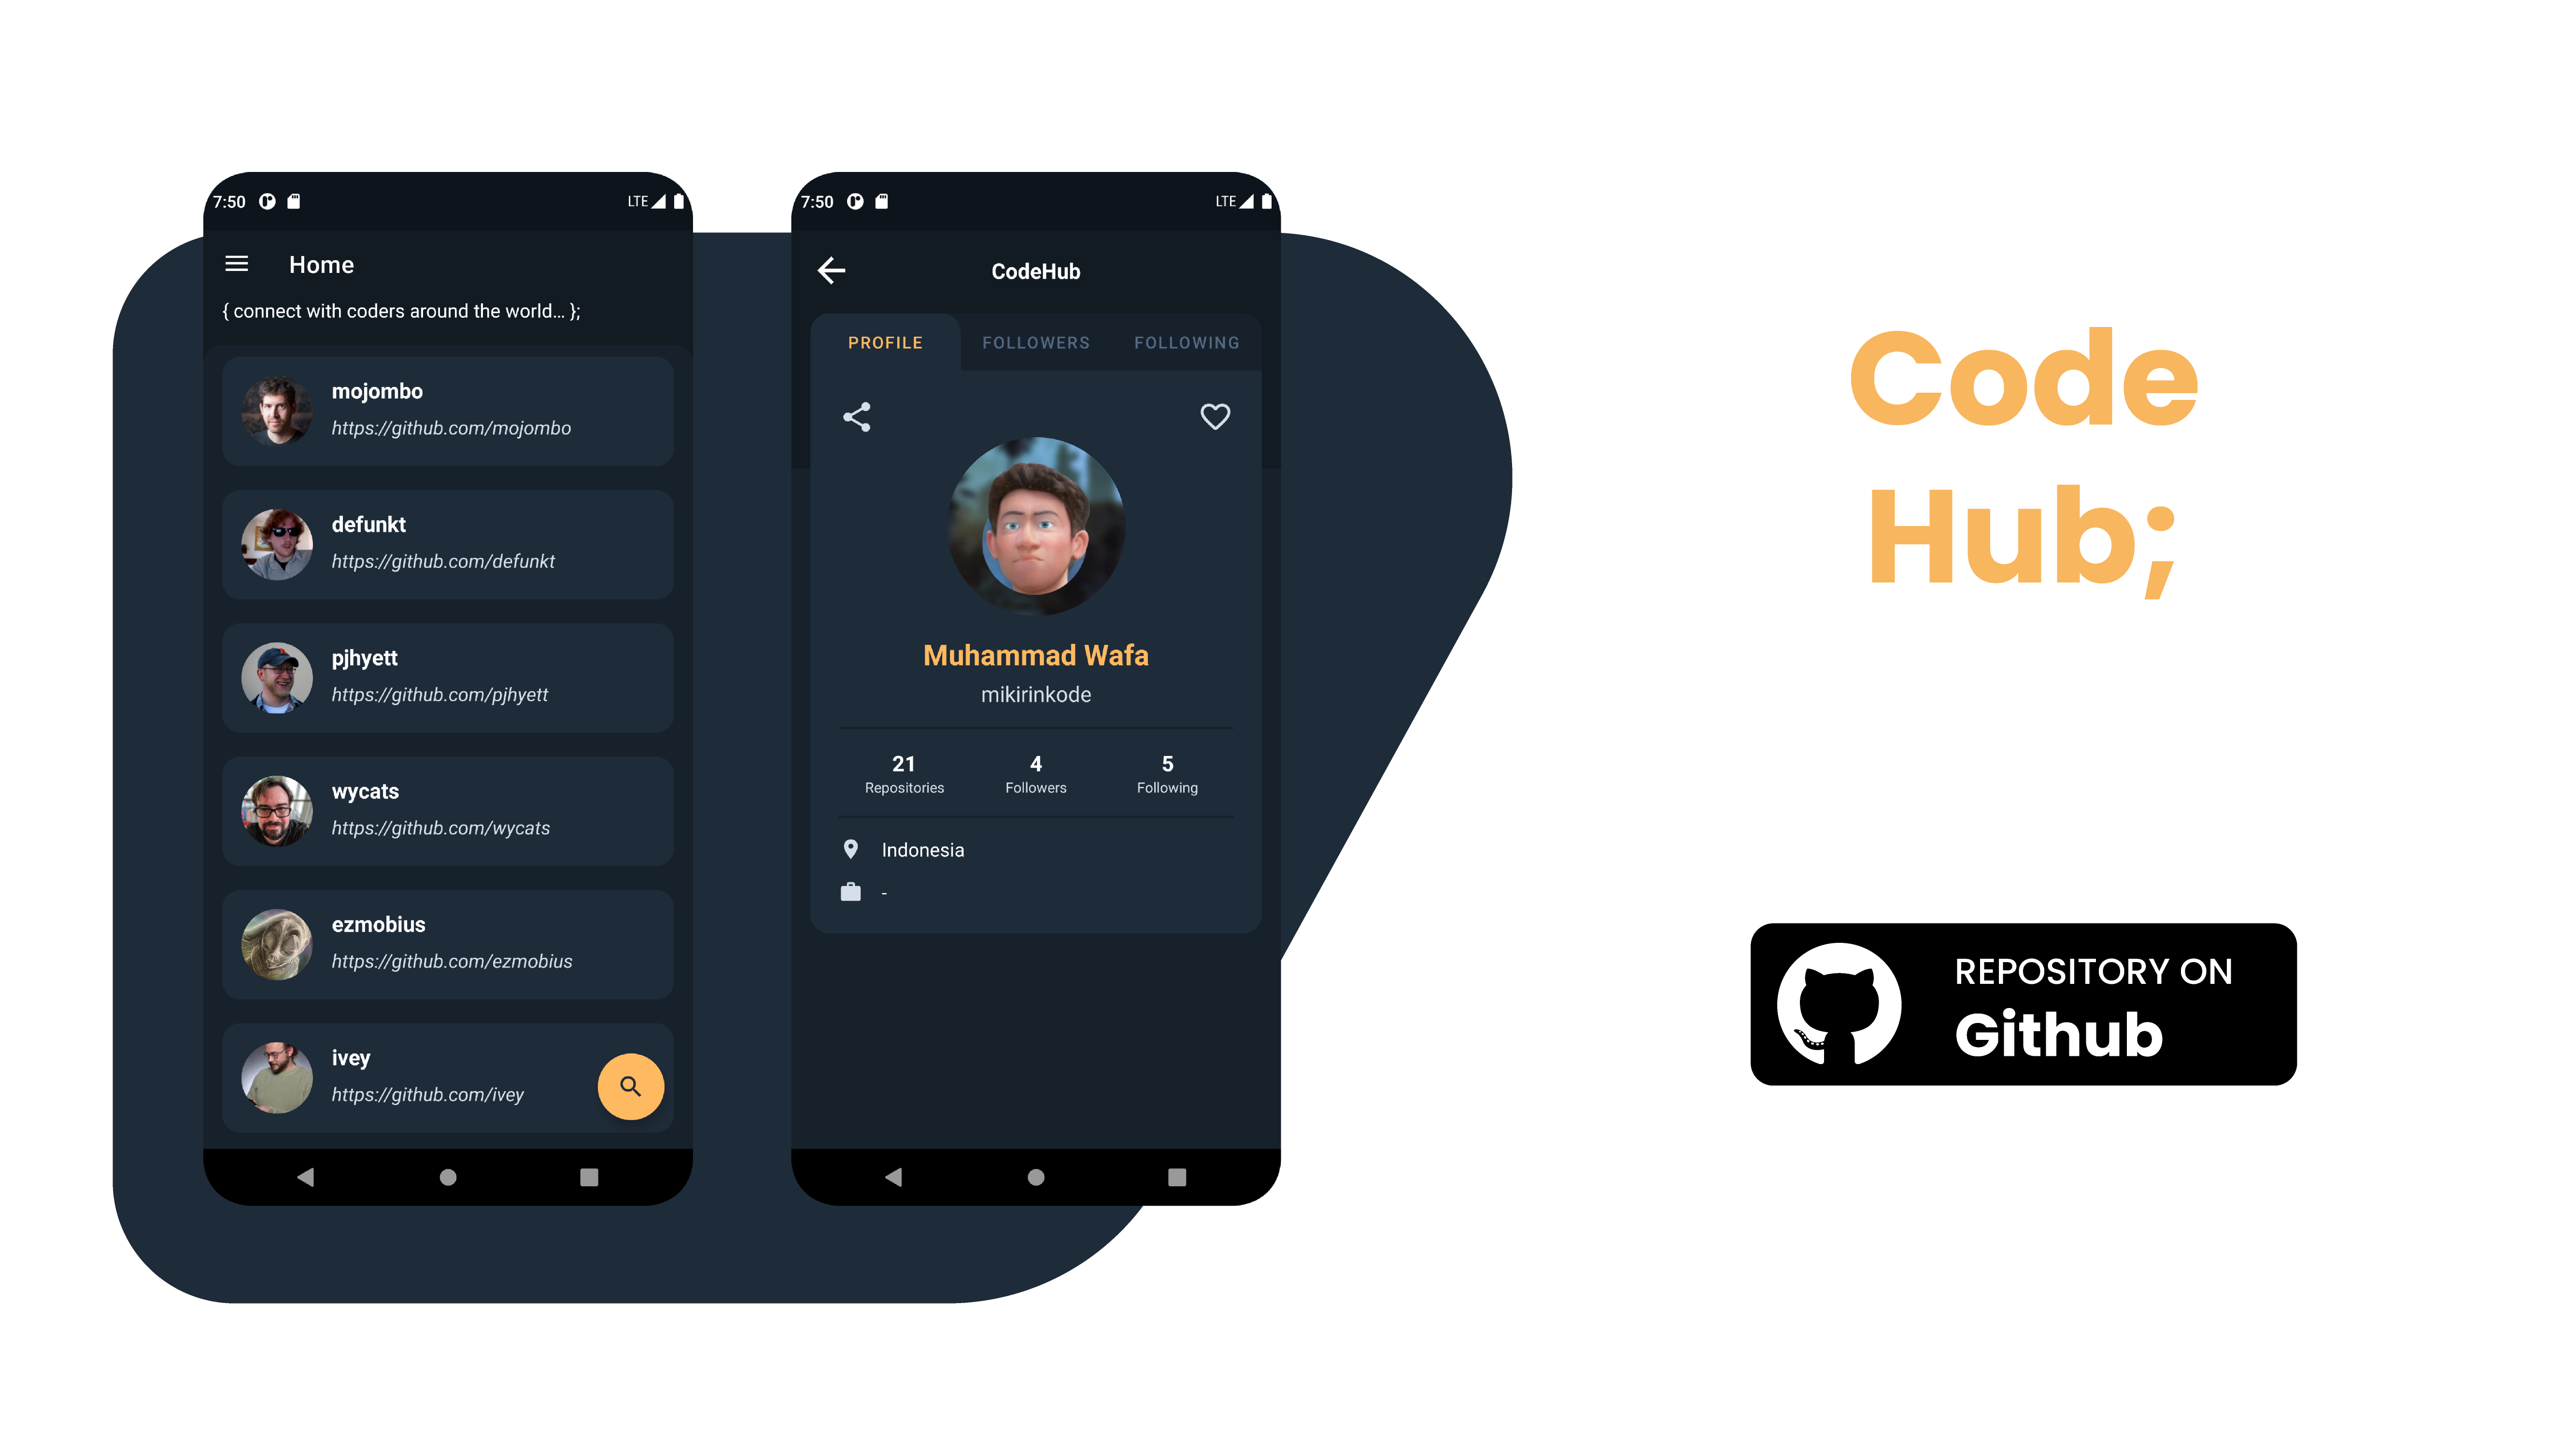 7:50
LTE
Home
{ connect with coders around the world... };
mojombo
https://github.com/mojombo
defunkt
https://github.com/defunkt
pjhyett
https://github.com/pjhyett
wycats
https://github.com/wycats
ezmobius
https://github.com/ezmobius
ivey
https://github.com/ivey
7:50
LTE
CodeHub
PROFILE FOLLOWERS FOLLOWING
Muhammad Wafa
mikirinkode
21 4 5
Repositories Followers Following
Indonesia
-
Code
Hub;
REPOSITORY ON
Github